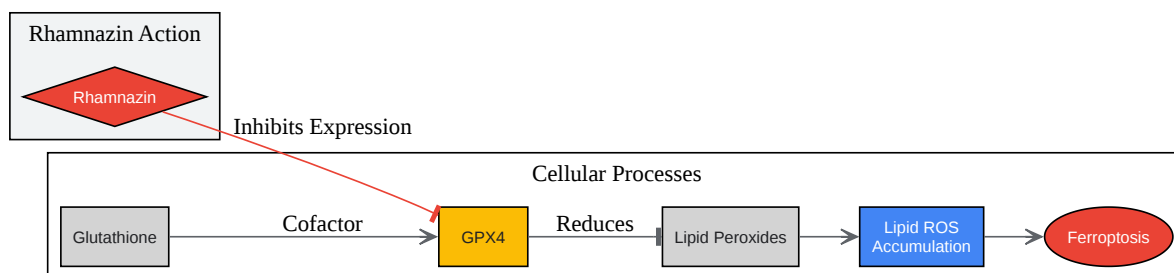 Rhamnazin Action
Rhamnazin
Inhibits Expression
Cellular Processes
Glutathione
Cofactor
GPX4
Reduces
Lipid Peroxides
Lipid ROS
Accumulation
Ferroptosis